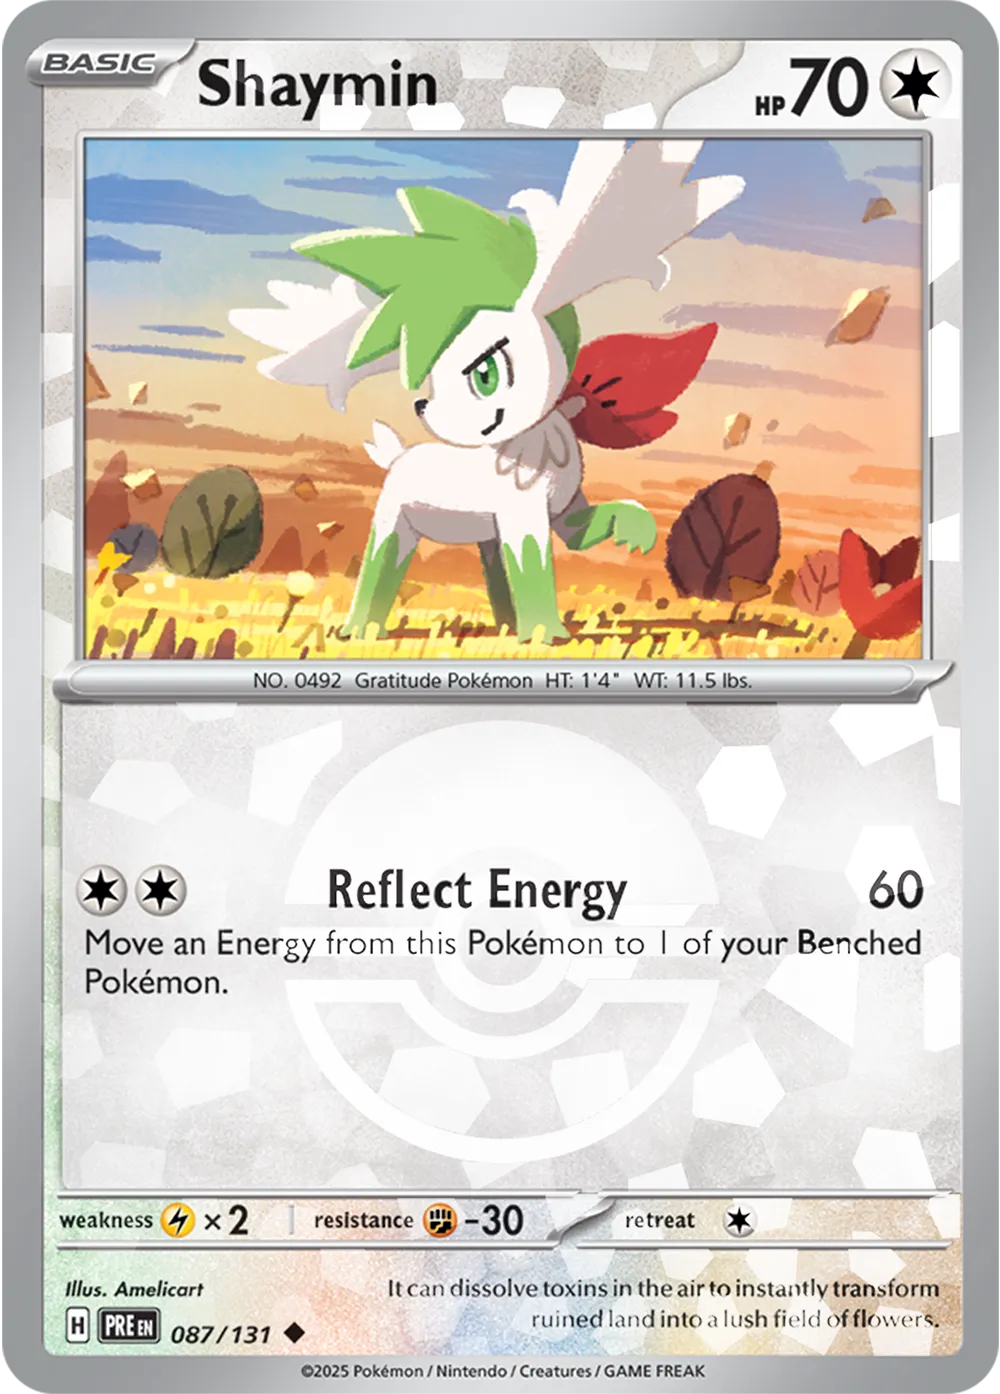 BASIC
Shaymin
HP 70
NO. 0492 Gratitude Pokémon HT: 1'4" WT: 11.5 lbs.
Reflect Energy 60
Move an Energy from this Pokémon to 1 of your Benched
Pokémon.
weakness ×2 resistance -30 retreat
Illus. Amelicart
It can dissolve toxins in the air to instantly transform
ruined land into a lush field of flowers.
H PRE EN 087/131
©2025 Pokémon / Nintendo / Creatures / GAME FREAK